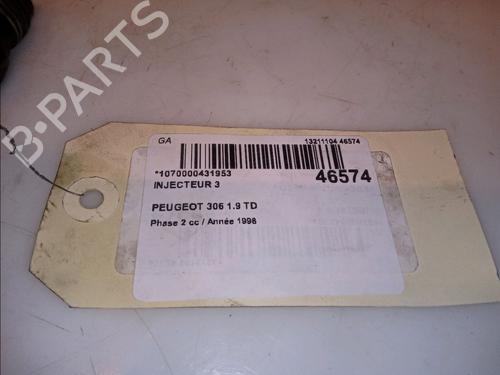 B-PARTS
GA
13211104 46574
*1070000431953
46574
INJECTEUR 3
PEUGEOT 306 1.9 TD
Phase 2 cc / Année 1998